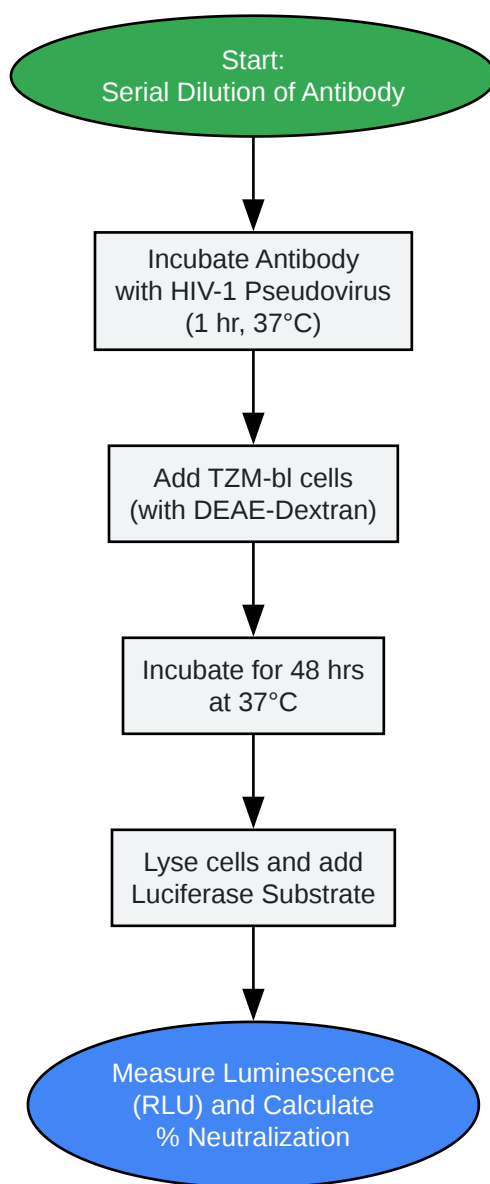 Start:
Serial Dilution of Antibody
Incubate Antibody
with HIV-1 Pseudovirus
(1 hr, 37°C)
Add TZM-bl cells
(with DEAE-Dextran)
Incubate for 48 hrs
at 37°C
Lyse cells and add
Luciferase Substrate
Measure Luminescence
(RLU) and Calculate
% Neutralization